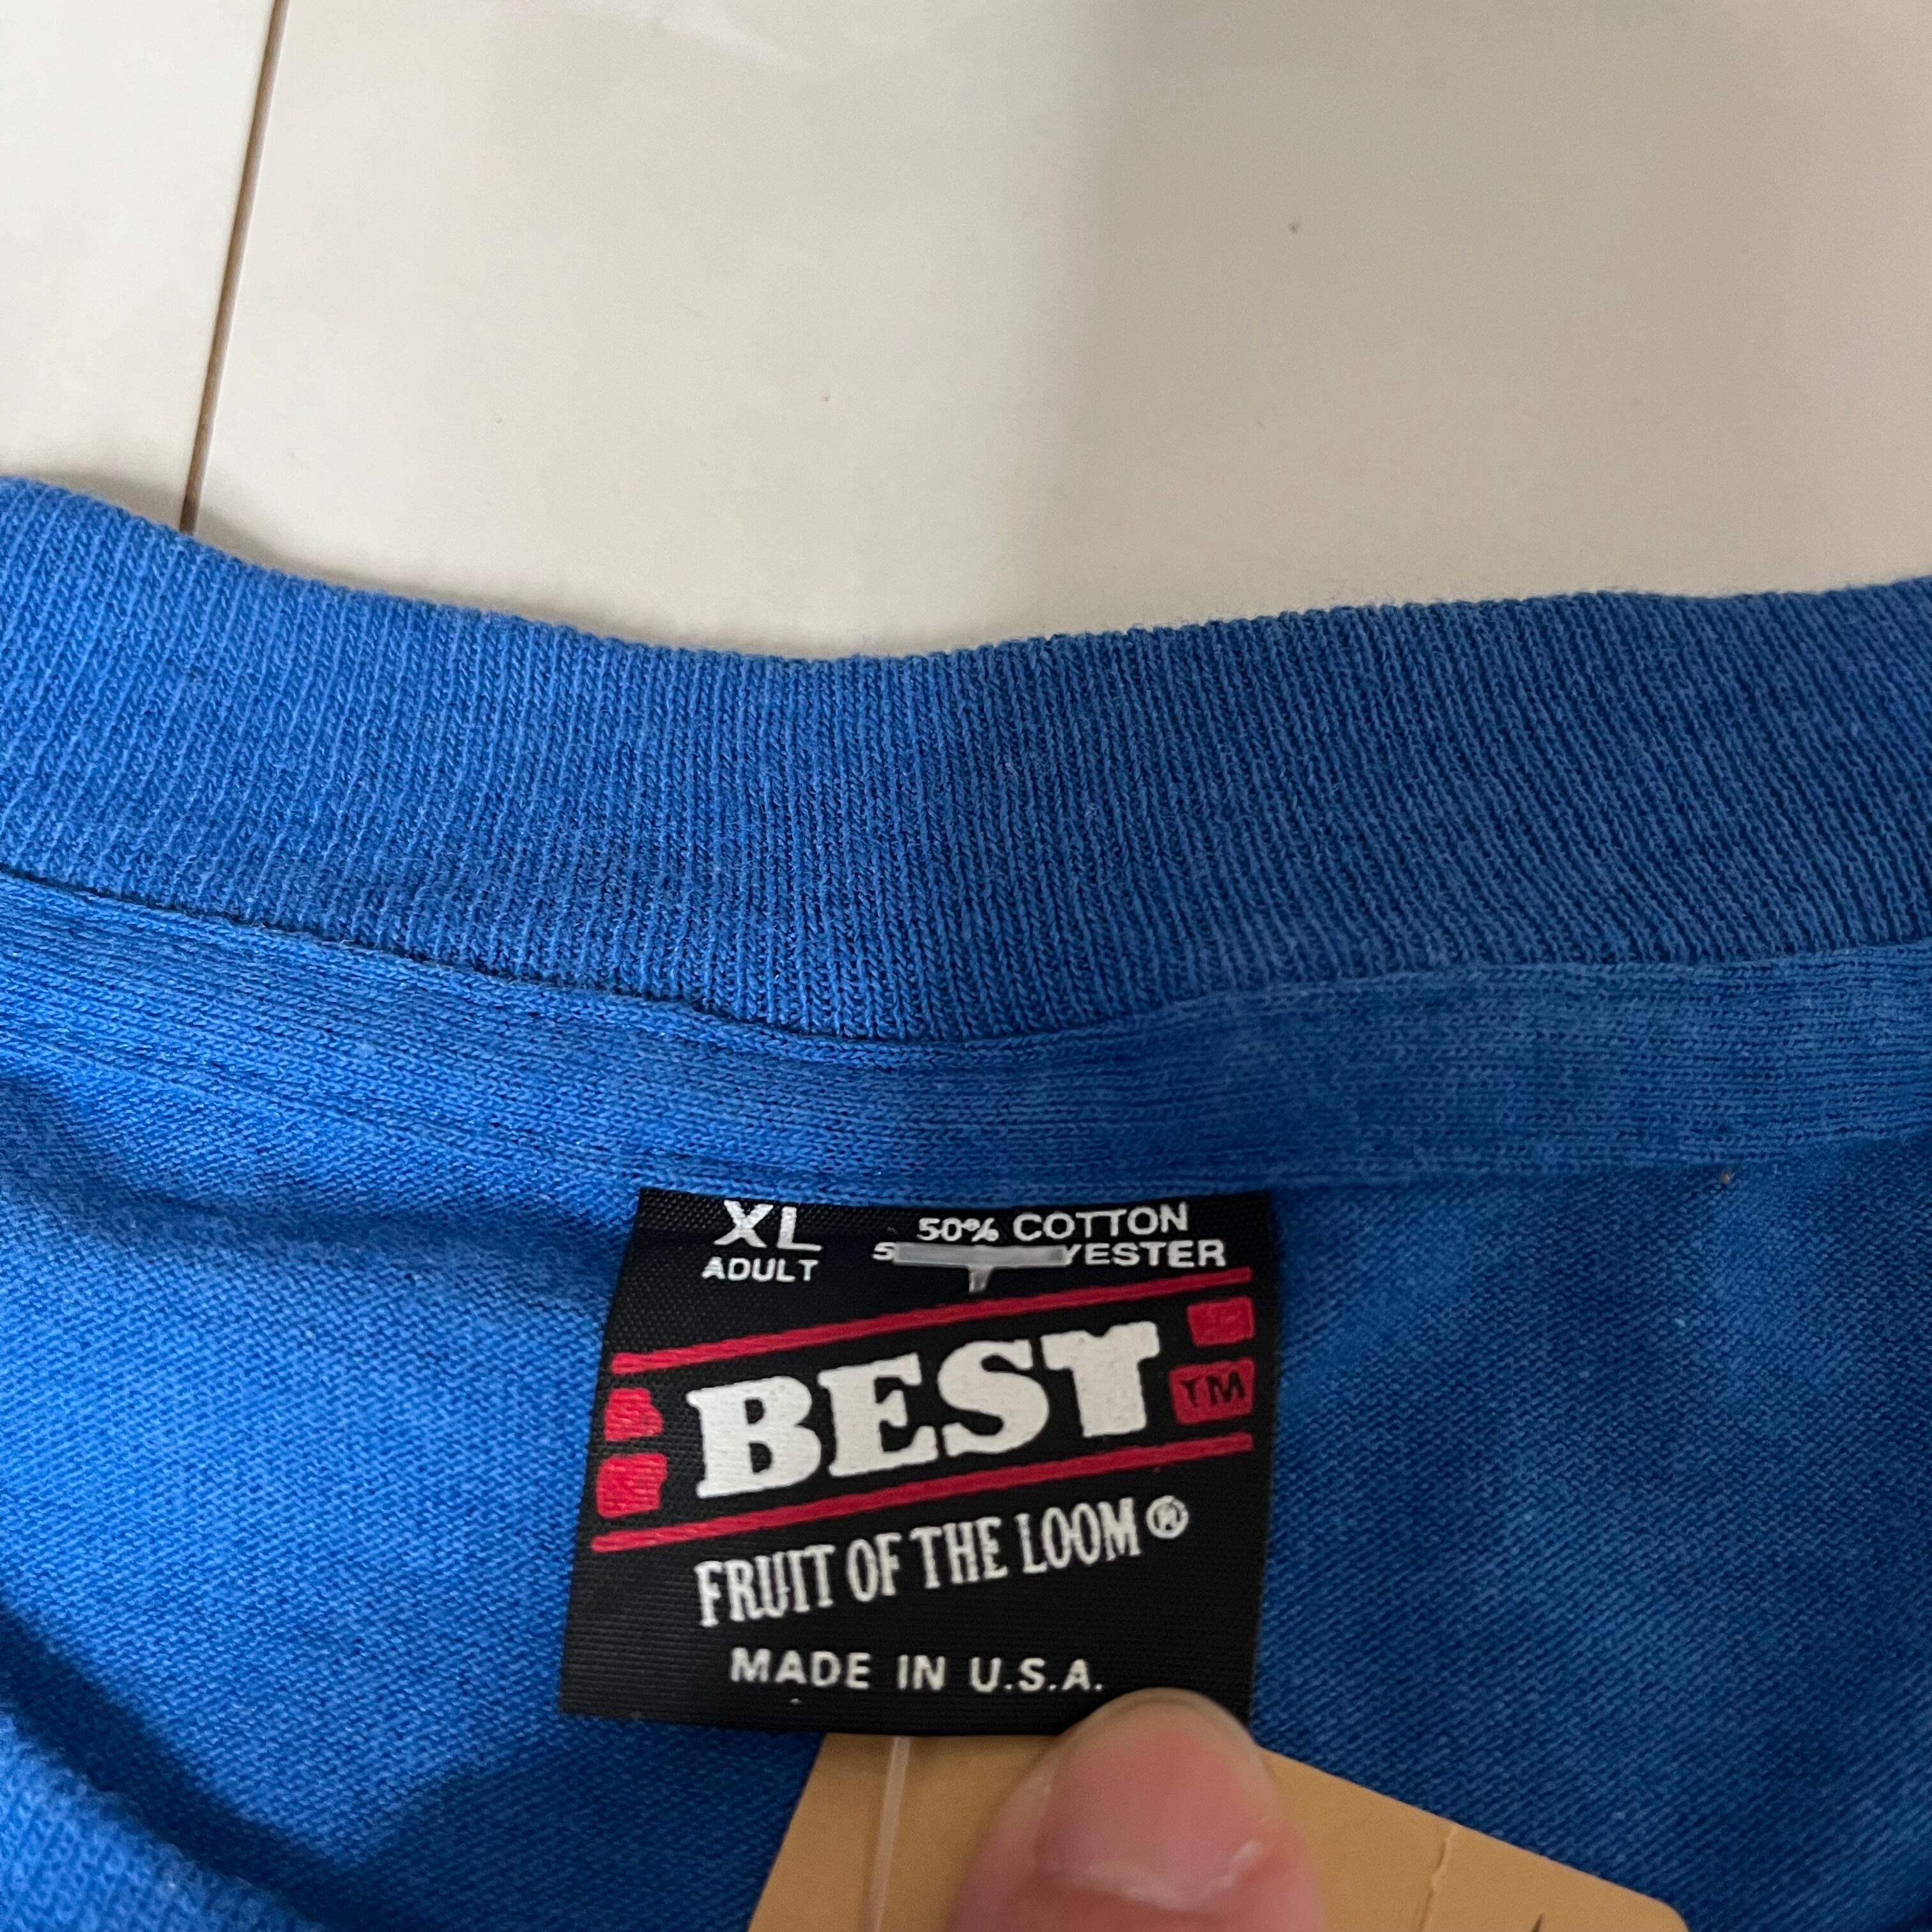 XL
ADULT
50% COTTON
BEST TM
FRUIT OF THE LOOM®
MADE IN U.S.A.